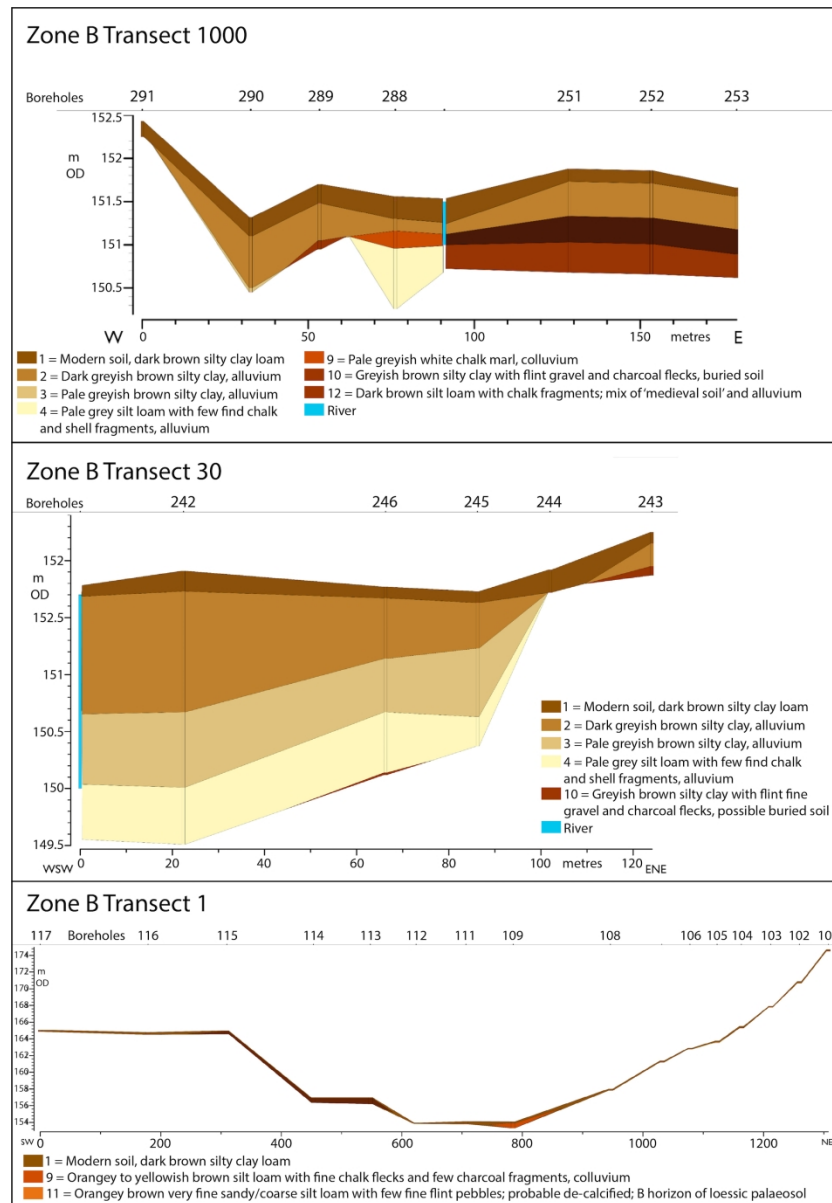 Zone B Transect 1000
Boreholes 291 290 289 288 251 252 253
152.5
m
OD
152
151.5
151
150.5
W 0 50 100 150 metres E
1 = Modern soil, dark brown silty clay loam
2 = Dark greyish brown silty clay, alluvium
3 = Pale greyish brown silty clay, alluvium
4 = Pale grey silt loam with few find chalk
and shell fragments, alluvium
9 = Pale greyish white chalk marl, colluvium
10 = Greyish brown silty clay with flint gravel and charcoal flecks, buried soil
12 = Dark brown silt loam with chalk fragments; mix of 'medieval soil' and alluvium
River
Zone B Transect 30
Boreholes 242 246 245 244 243
152
m
OD
152.5
151
150.5
150
149.5
WSW 0 20 40 60 80 100 metres 120 ENE
1 = Modern soil, dark brown silty clay loam
2 = Dark greyish brown silty clay, alluvium
3 = Pale greyish brown silty clay, alluvium
4 = Pale grey silt loam with few find chalk
and shell fragments, alluvium
10 = Greyish brown silty clay with flint fine
gravel and charcoal flecks, possible buried soil
River
Zone B Transect 1
117 Boreholes 116 115 114 113 112 111 109 108 106 105 104 103 102 10
174
m
OD
172
170
168
166
164
162
160
158
156
154
SW 0 200 400 600 800 1000 1200 NE
1 = Modern soil, dark brown silty clay loam
9 = Orangey to yellowish brown silt loam with fine chalk flecks and few charcoal fragments, colluvium
11 = Orangey brown very fine sandy/coarse silt loam with few fine flint pebbles; probable de-calcified; B horizon of loessic palaeosol